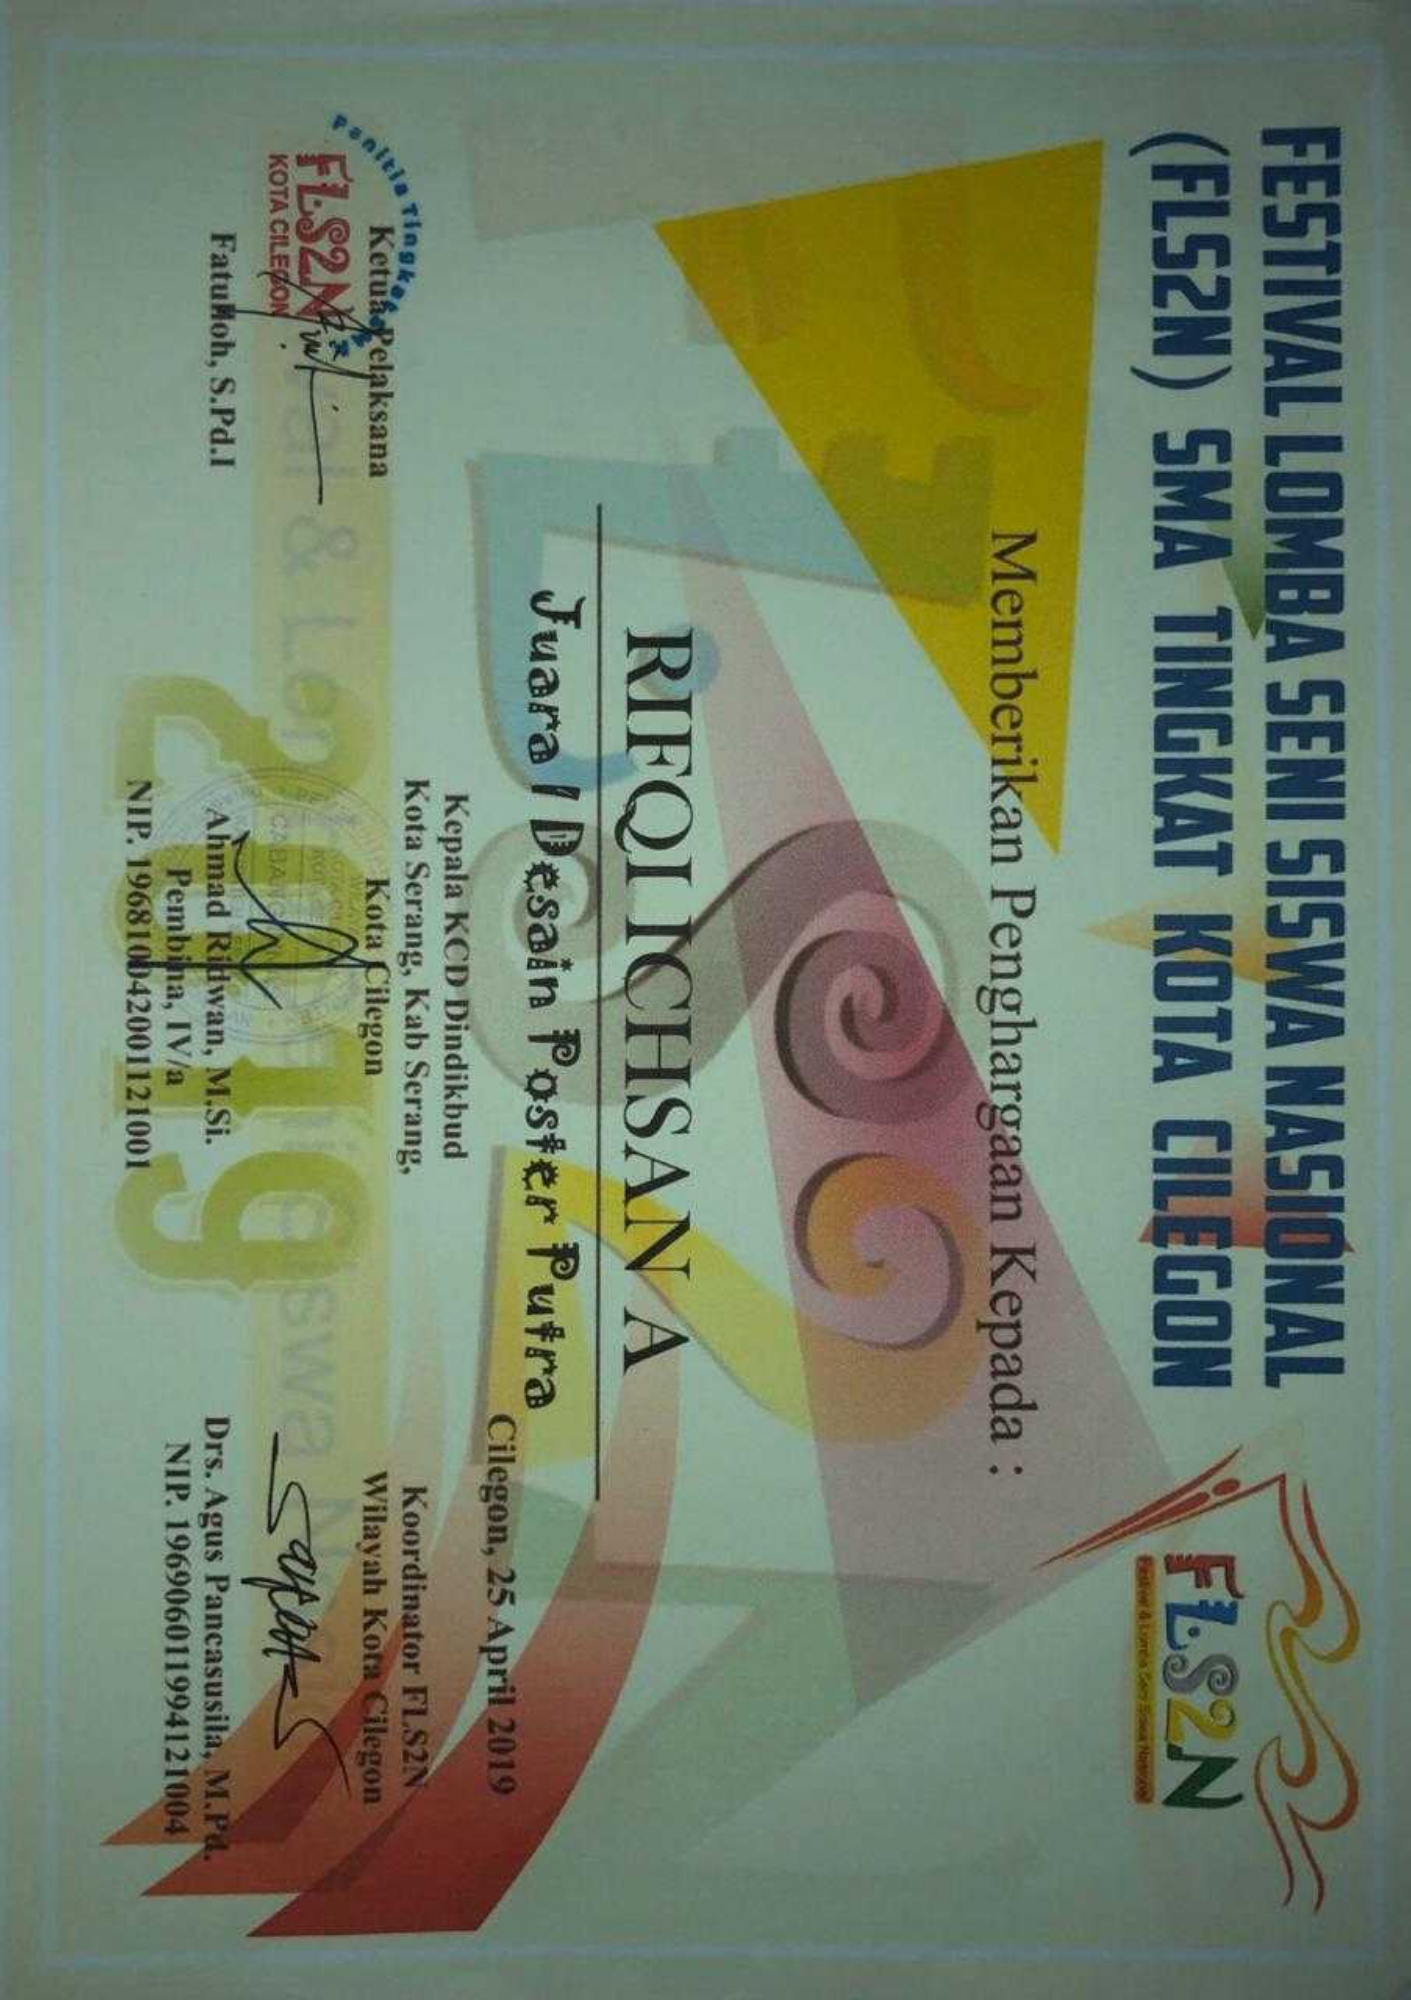 FESTIVAL LOMBA SENI SISWA NASIONAL
(FLS2N) SMA TINGKAT KOTA CILEGON
FLS2N
Festival & Lomba Seni Siswa Nasional
Memberikan Penghargaan Kepada :
RIFQI ICHSAN A
Juara 1 Desain Poster Putra
Cilegon, 25 April 2019
Panitia Tingkat
Ketua Pelaksana
FLS2N
KOTA CILEGON
Fatulloh, S.Pd.I
Kepala KCD Dindikbud
Kota Serang, Kab Serang,
Kota Cilegon
CABANG
Ahmad Ridwan, M.Si.
Pembina, IV/a
NIP. 196810042001121001
Koordinator FLS2N
Wilayah Kota Cilegon
Drs. Agus Pancasusila, M.Pd.
NIP. 196906011994121004
FLS2N
& Lomba Seni Siswa
2019